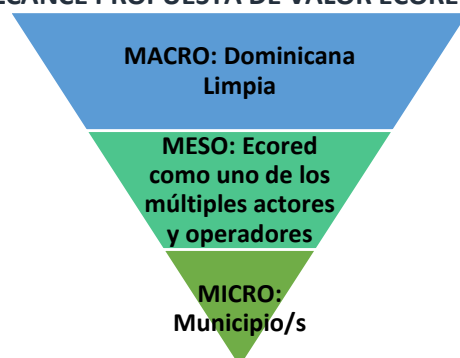 PROPUESTA DE VALOR
MACRO: Dominicana
Limpia
MESO: Ecored
como uno de los
múltiples actores
y operadores
MICRO:
Municipio/s